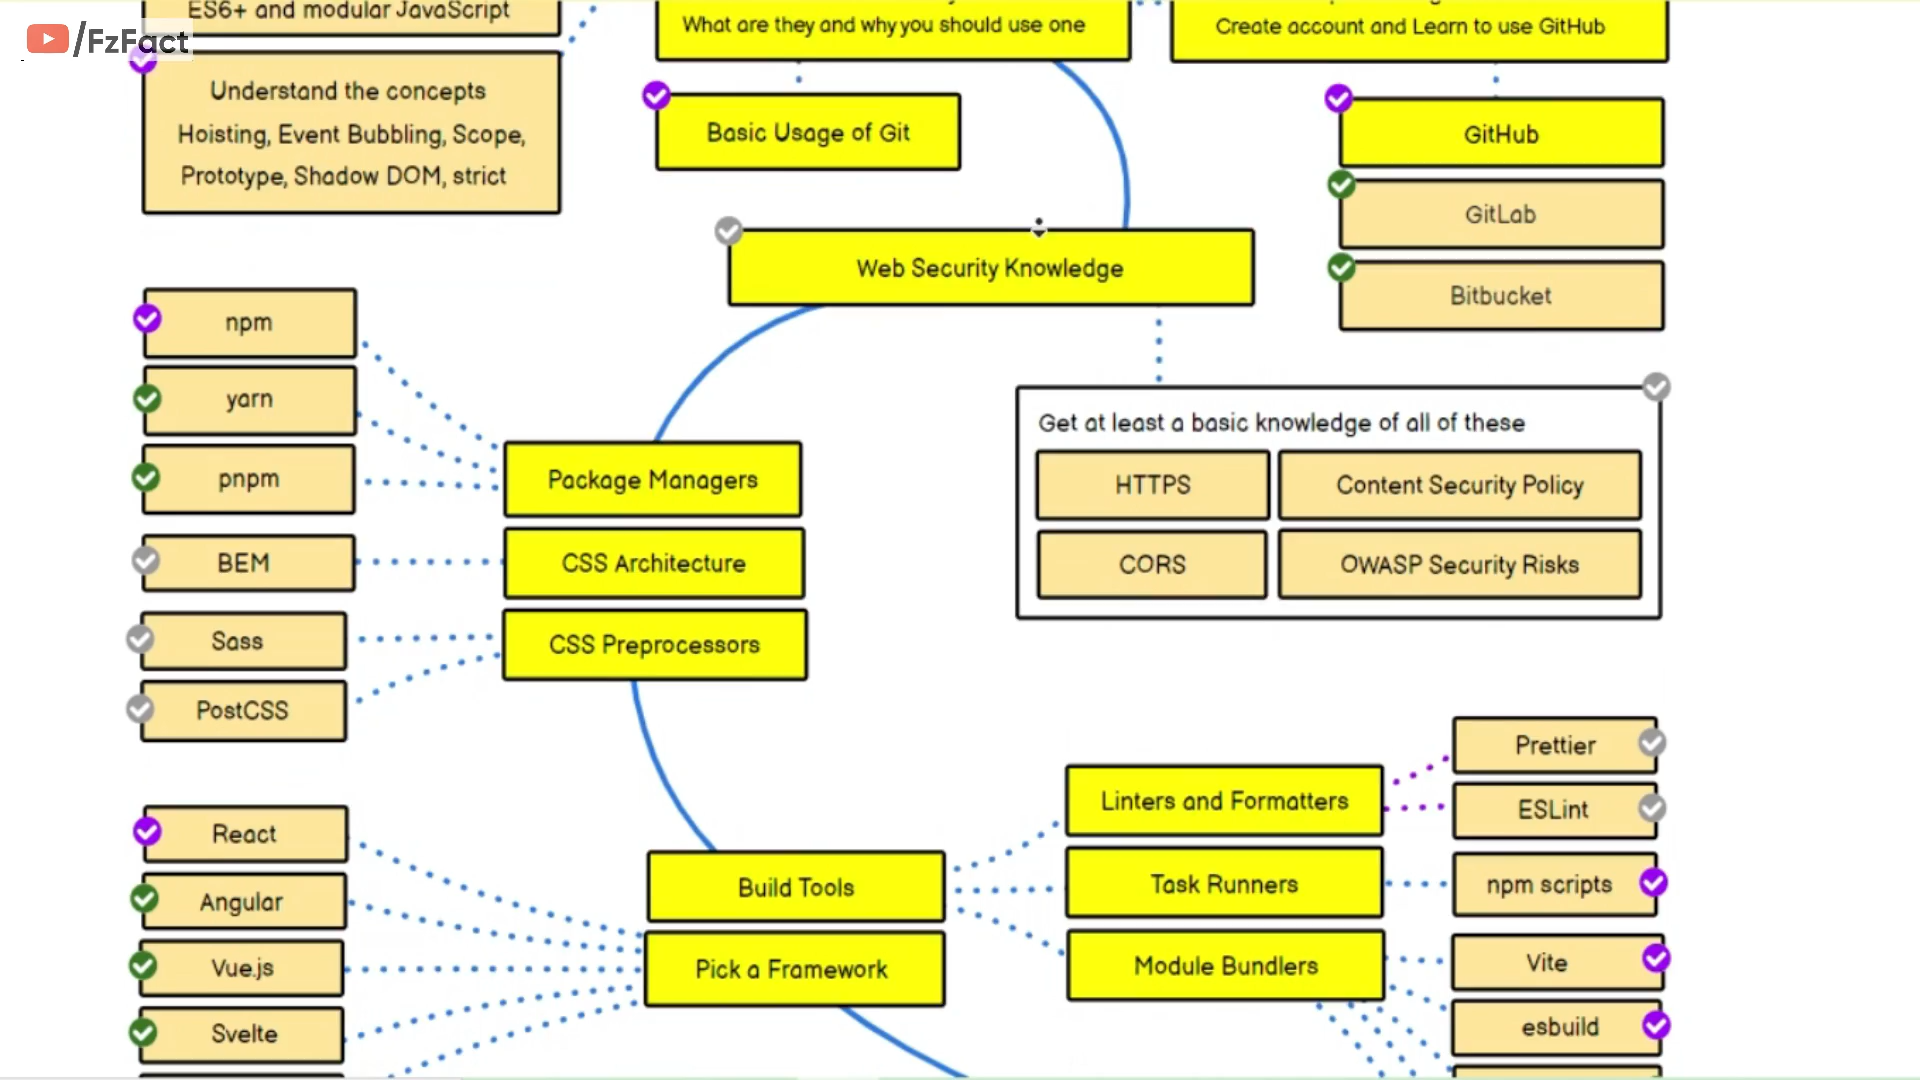 ES6+ and modular JavaScript
What are they and why you should use one
Create account and Learn to use GitHub
/FzFact
Understand the concepts
Hoisting, Event Bubbling, Scope,
Prototype, Shadow DOM, strict
Basic Usage of Git
GitHub
GitLab
Bitbucket
Web Security Knowledge
npm
yarn
pnpm
BEM
Sass
PostCSS
Package Managers
CSS Architecture
CSS Preprocessors
Get at least a basic knowledge of all of these
HTTPS
Content Security Policy
CORS
OWASP Security Risks
Prettier
ESLint
npm scripts
Vite
esbuild
Linters and Formatters
Task Runners
Module Bundlers
Build Tools
Pick a Framework
React
Angular
Vue.js
Svelte